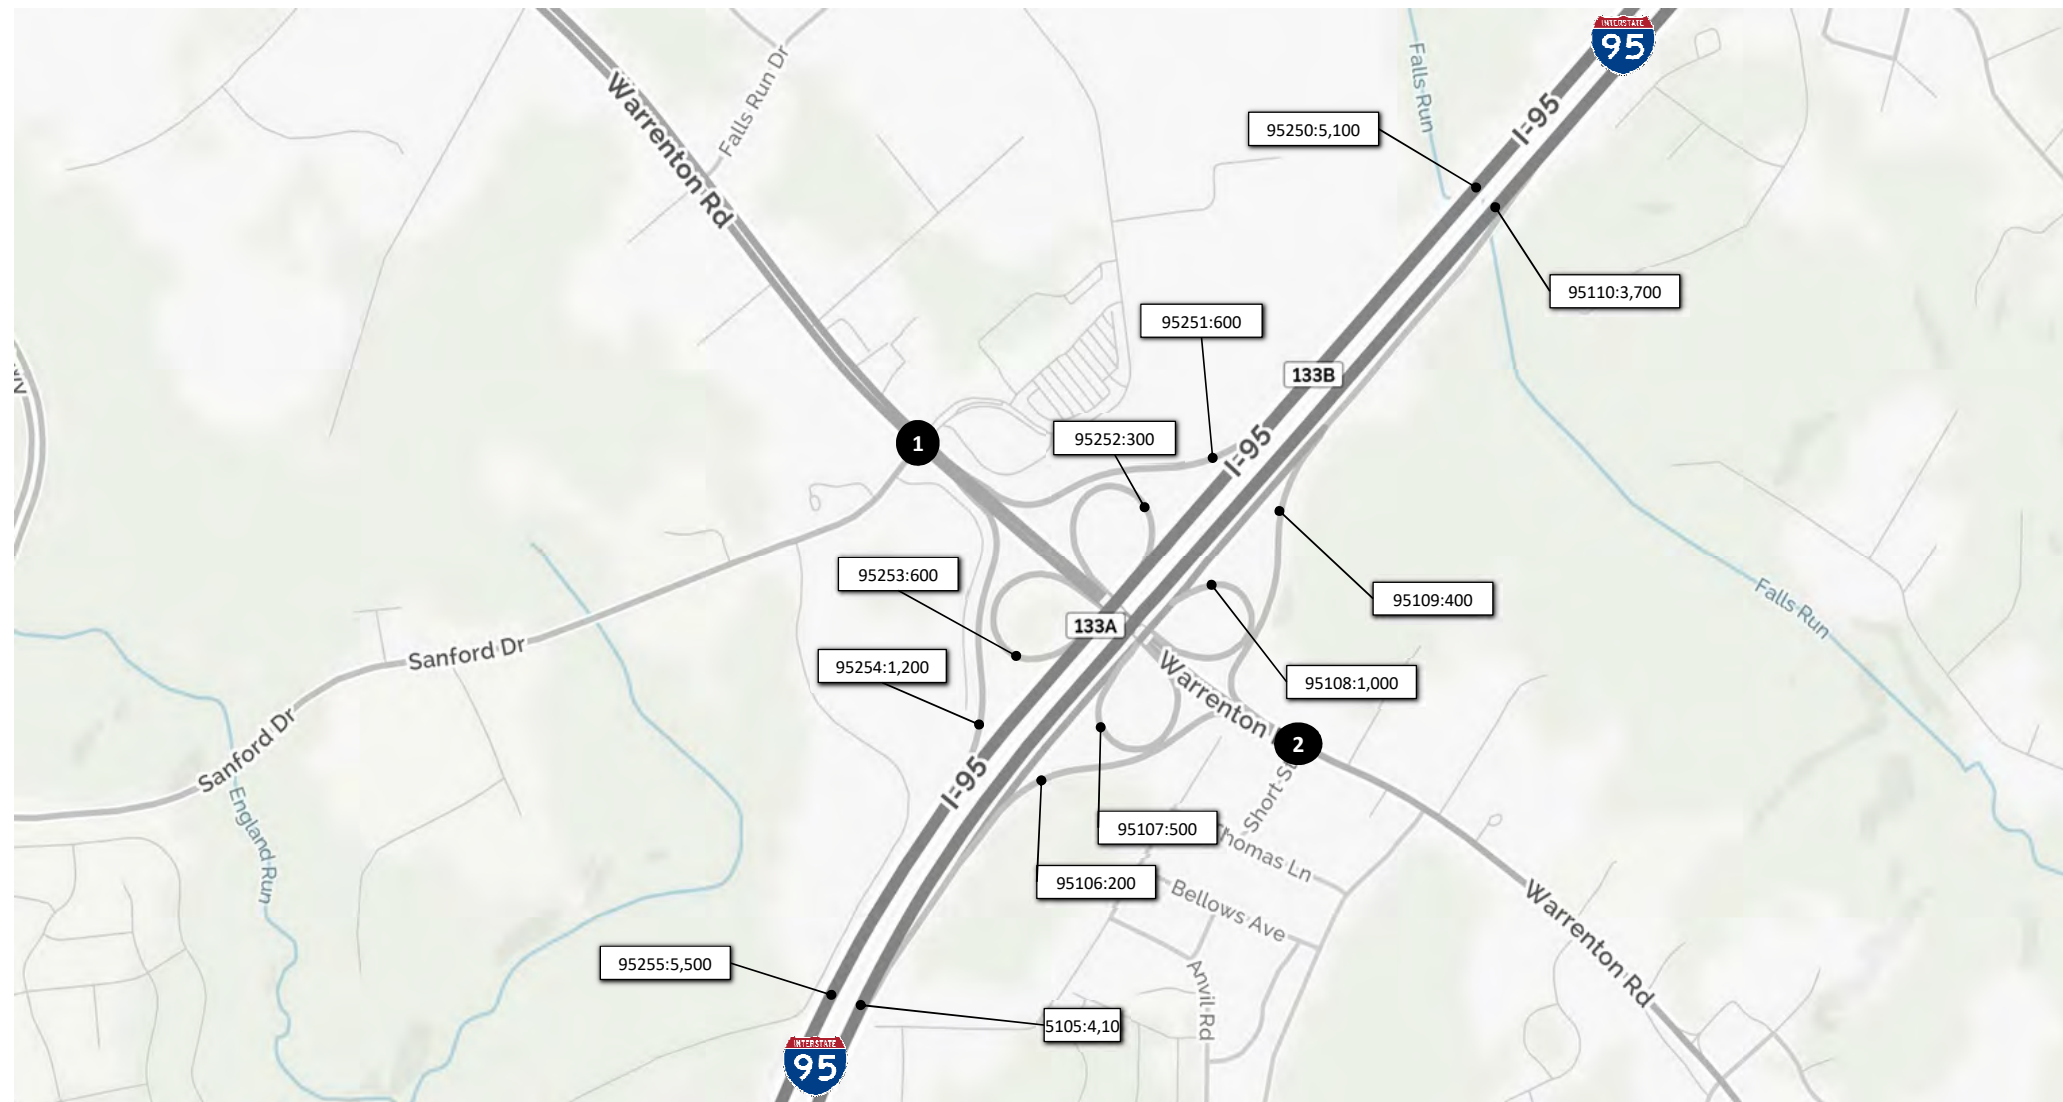 INTERSTATE
95
Falls Run Dr
Falls Run
Warrenton Rd
I-95
95250:5,100
95110:3,700
95251:600
133B
1
95252:300
I-95
95253:600
95109:400
Falls Run
133A
Sanford Dr
95254:1,200
Warrenton
95108:1,000
2
Sanford Dr
I-95
England Run
95107:500
Short St
Thomas Ln
95106:200
Bellows Ave
Warrenton Rd
95255:5,500
Anvil Rd
5105:4,10
INTERSTATE
95